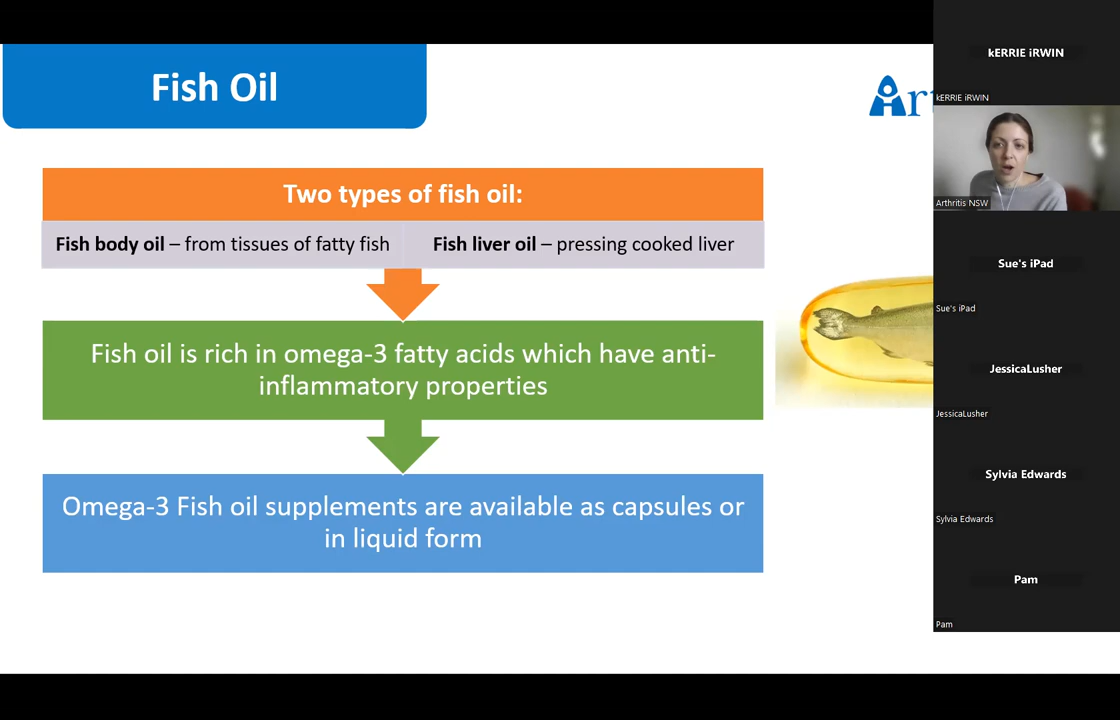 Fish Oil
Two types of fish oil:
Fish body oil – from tissues of fatty fish
Fish liver oil – pressing cooked liver
Fish oil is rich in omega-3 fatty acids which have anti-
inflammatory properties
Omega-3 Fish oil supplements are available as capsules or
in liquid form
kERRIE iRWIN
kERRIE iRWIN
Arthritis NSW
Sue's iPad
Sue's iPad
JessicaLusher
JessicaLusher
Sylvia Edwards
Sylvia Edwards
Pam
Pam